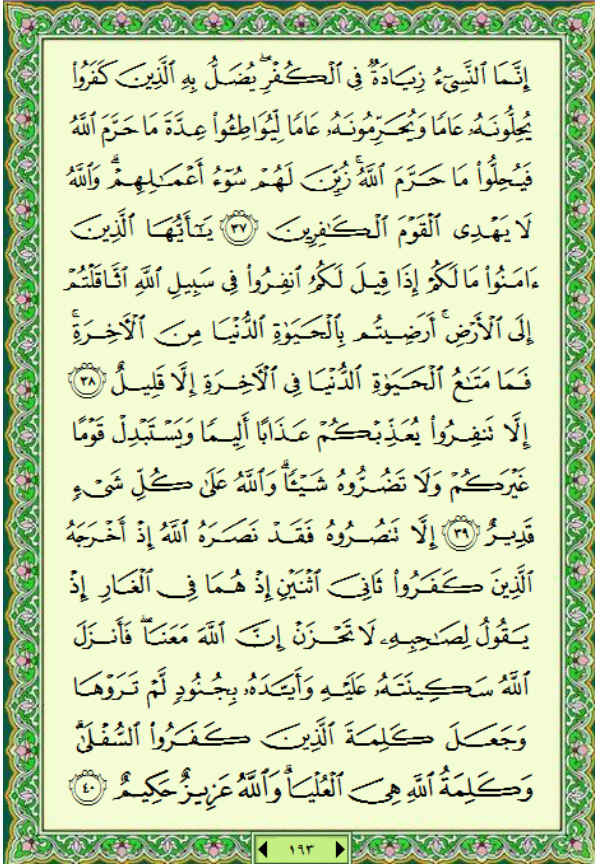 إِنَّمَا ٱلنَّسِىٓءُ زِيَادَةٌ فِى ٱلْكُفْرِ ۖ يُضَلُّ بِهِ ٱلَّذِينَ كَفَرُوا۟
يُحِلُّونَهُۥ عَامًا وَيُحَرِّمُونَهُۥ عَامًا لِّيُوَاطِـُٔوا۟ عِدَّةَ مَا حَرَّمَ ٱللَّهُ
فَيُحِلُّوا۟ مَا حَرَّمَ ٱللَّهُ ۚ زُيِّنَ لَهُمْ سُوٓءُ أَعْمَـٰلِهِمْ ۗ وَٱللَّهُ
لَا يَهْدِى ٱلْقَوْمَ ٱلْكَـٰفِرِينَ ٣٧ يَـٰٓأَيُّهَا ٱلَّذِينَ
ءَامَنُوا۟ مَا لَكُمْ إِذَا قِيلَ لَكُمُ ٱنفِرُوا۟ فِى سَبِيلِ ٱللَّهِ ٱثَّاقَلْتُمْ
إِلَى ٱلْأَرْضِ ۚ أَرَضِيتُم بِٱلْحَيَوٰةِ ٱلدُّنْيَا مِنَ ٱلْـَٔاخِرَةِ ۚ
فَمَا مَتَـٰعُ ٱلْحَيَوٰةِ ٱلدُّنْيَا فِى ٱلْـَٔاخِرَةِ إِلَّا قَلِيلٌ ٣٨
إِلَّا تَنفِرُوا۟ يُعَذِّبْكُمْ عَذَابًا أَلِيمًا وَيَسْتَبْدِلْ قَوْمًا
غَيْرَكُمْ وَلَا تَضُرُّوهُ شَيْـًٔا ۗ وَٱللَّهُ عَلَىٰ كُلِّ شَىْءٍ
قَدِيرٌ ٣٩ إِلَّا تَنصُرُوهُ فَقَدْ نَصَرَهُ ٱللَّهُ إِذْ أَخْرَجَهُ
ٱلَّذِينَ كَفَرُوا۟ ثَانِىَ ٱثْنَيْنِ إِذْ هُمَا فِى ٱلْغَارِ إِذْ
يَقُولُ لِصَـٰحِبِهِۦ لَا تَحْزَنْ إِنَّ ٱللَّهَ مَعَنَا ۖ فَأَنزَلَ
ٱللَّهُ سَكِينَتَهُۥ عَلَيْهِ وَأَيَّدَهُۥ بِجُنُودٍ لَّمْ تَرَوْهَا
وَجَعَلَ كَلِمَةَ ٱلَّذِينَ كَفَرُوا۟ ٱلسُّفْلَىٰ ۗ
وَكَلِمَةُ ٱللَّهِ هِىَ ٱلْعُلْيَا ۗ وَٱللَّهُ عَزِيزٌ حَكِيمٌ ٤٠
١٩٣